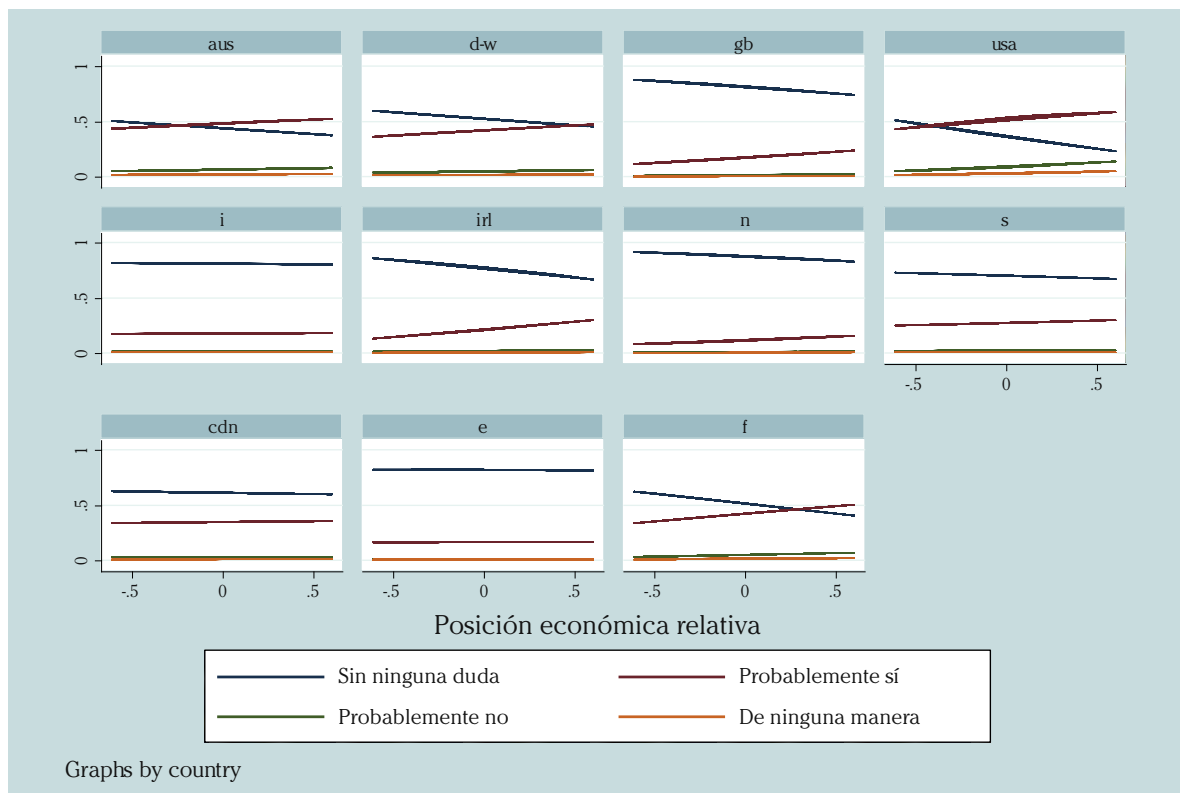 aus d-w gb usa
1
.5
0
i irl n s
1
.5
0
-.5 0 .5
cdn e f
1
.5
0
-.5 0 .5 -.5 0 .5 -.5 0 .5
Posición económica relativa
Sin ninguna duda Probablemente sí
Probablemente no De ninguna manera
Graphs by country